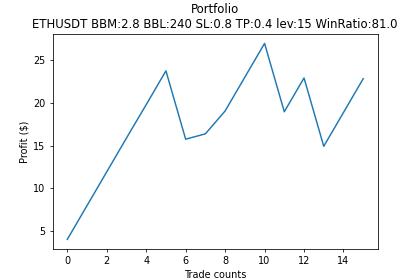 Portfolio
ETHUSDT BBM:2.8 BBL:240 SL:0.8 TP:0.4 lev:15 WinRatio:81.0
25
20
15
10
5
Profit ($)
0 2 4 6 8 10 12 14
Trade counts